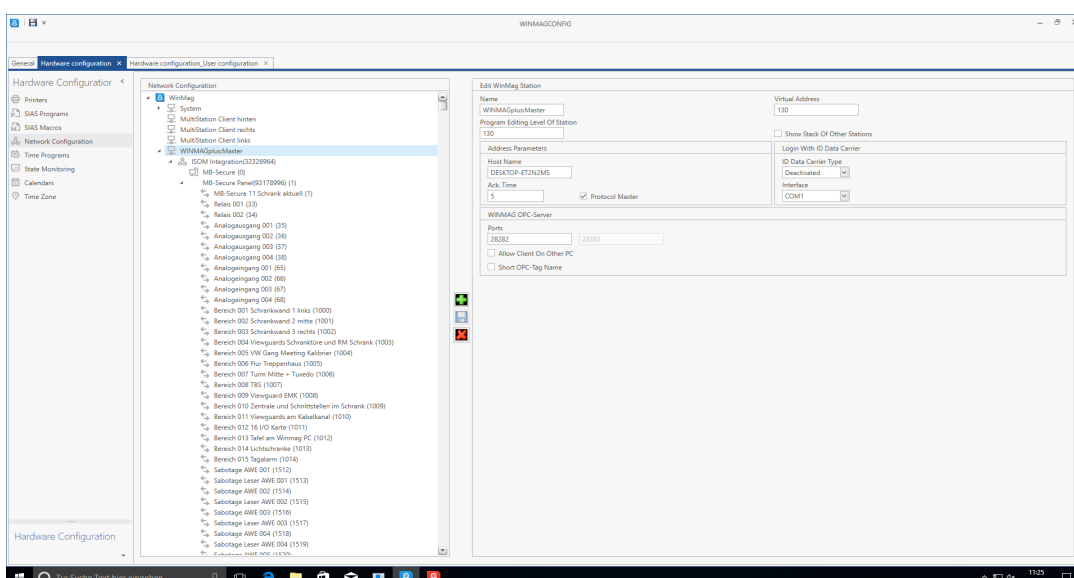 WINMAGCONFIG
General Hardware configuration × Hardware configuration_User configuration ×
Hardware Configuration
Printers
SIAS Programs
SIAS Macros
Network Configuration
Time Programs
State Monitoring
Calendars
Time Zone
Hardware Configuration
Network Configuration
WinMag
System
MultiStation Client hinten
MultiStation Client rechts
MultiStation Client links
WINMAGplus:Master
ISOM Integration(32326964)
MB-Secure (0)
MB-Secure Panel(93178996) (1)
MB-Secure 11 Schrank aktuell (1)
Relais 001 (33)
Relais 002 (34)
Analogausgang 001 (35)
Analogausgang 002 (36)
Analogausgang 003 (37)
Analogausgang 004 (38)
Analogeingang 001 (65)
Analogeingang 002 (66)
Analogeingang 003 (67)
Analogeingang 004 (68)
Bereich 001 Schrankwand 1 links (1000)
Bereich 002 Schrankwand 2 mitte (1001)
Bereich 003 Schrankwand 3 rechts (1002)
Bereich 004 Viewguards Schranktüre und RM Schrank (1003)
Bereich 005 VW Gang Meeting Kalibrier (1004)
Bereich 006 Flur Treppenhaus (1005)
Bereich 007 Turm Mitte + Tuxedo (1006)
Bereich 008 TBS (1007)
Bereich 009 Viewguard EMK (1008)
Bereich 010 Zentrale und Schnittstellen im Schrank (1009)
Bereich 011 Viewguards am Kabelkanal (1010)
Bereich 012 16 I/O Karte (1011)
Bereich 013 Tafel am Winmag PC (1012)
Bereich 014 Lichtschranke (1013)
Bereich 015 Tagalarm (1014)
Sabotage AWE 001 (1512)
Sabotage Leser AWE 001 (1513)
Sabotage AWE 002 (1514)
Sabotage Leser AWE 002 (1515)
Sabotage AWE 003 (1516)
Sabotage Leser AWE 003 (1517)
Sabotage AWE 004 (1518)
Sabotage Leser AWE 004 (1519)
Sabotage AWE 005 (1520)
Edit WinMag Station
Name
WINMAGplus:Master
Virtual Address
130
Program Editing Level Of Station
130
Show Stack Of Other Stations
Address Parameters
Host Name
DESKTOP-ET2N2MS
Ack. Time
5
Protocol Master
Login With ID Data Carrier
ID Data Carrier Type
Deactivated
Interface
COM1
WINMAG OPC-Server
Ports
28282 28283
Allow Client On Other PC
Short OPC-Tag Name
Zur Suche Text hier eingeben
11:25